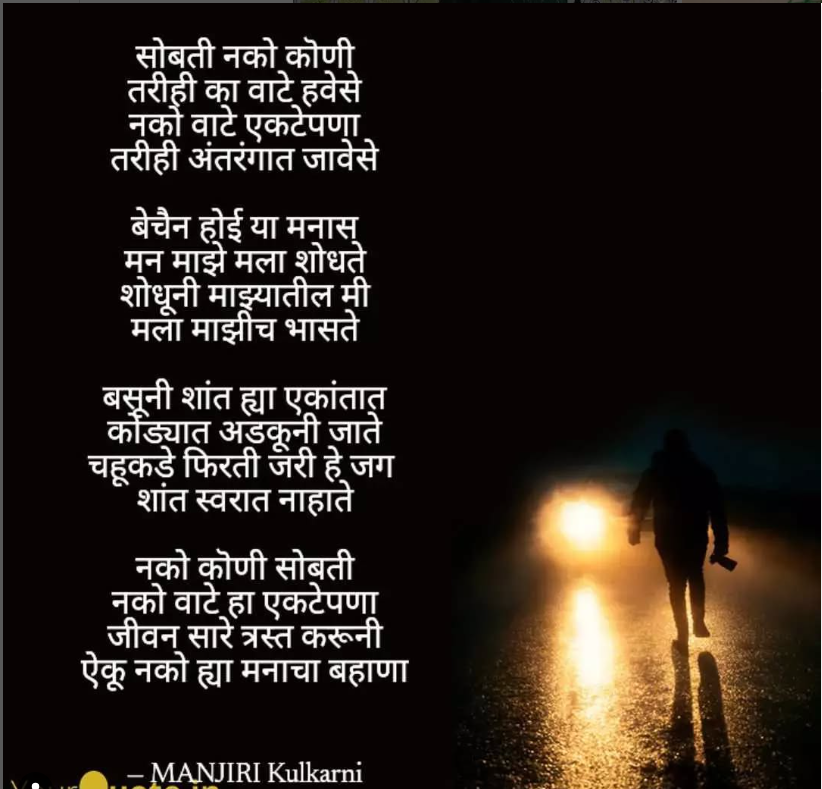 सोबती नको कॊणी
तरीही का वाटे हवेसे
नको वाटे एकटेपणा
तरीही अंतरंगात जावेसे
बेचैन होई या मनास
मन माझे मला शोधते
शोधूनी माझ्यातील मी
मला माझीच भासते
बसूनी शांत ह्या एकांतात
कोड्यात अडकूनी जाते
चहूकडे फिरती जरी हे जग
शांत स्वरात नाहाते
नको कॊणी सोबती
नको वाटे हा एकटेपणा
जीवन सारे त्रस्त करूनी
ऐकू नको ह्या मनाचा बहाणा
– MANJIRI Kulkarni